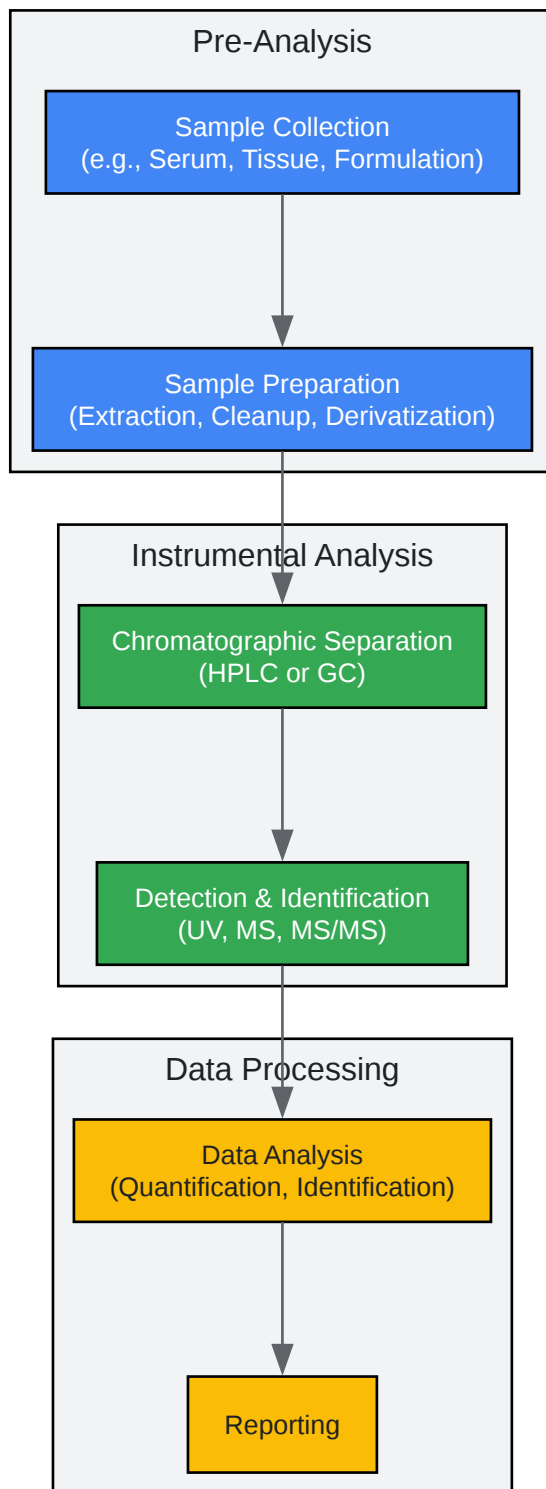 Pre-Analysis
Sample Collection
(e.g., Serum, Tissue, Formulation)
Sample Preparation
(Extraction, Cleanup, Derivatization)
Instrumental Analysis
Chromatographic Separation
(HPLC or GC)
Detection & Identification
(UV, MS, MS/MS)
Data Processing
Data Analysis
(Quantification, Identification)
Reporting